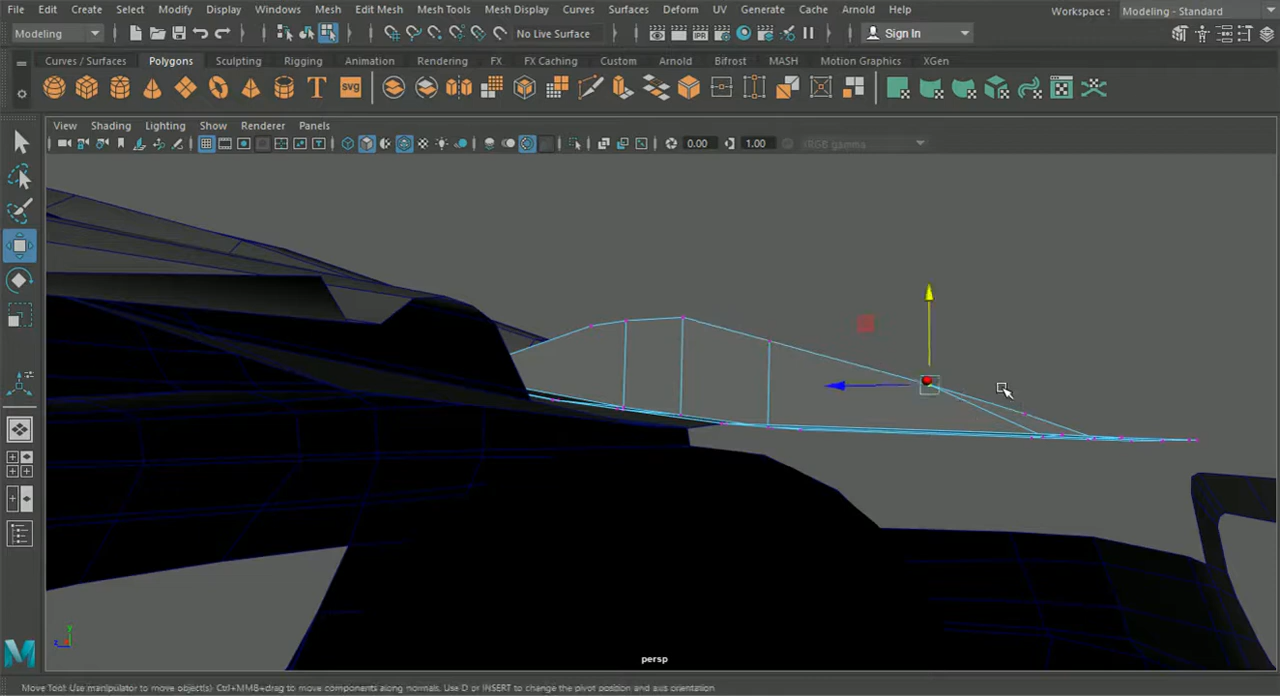 File Edit Create Select Modify Display Windows Mesh Edit Mesh Mesh Tools Mesh Display Curves Surfaces Deform UV Generate Cache Arnold Help Workspace: Modeling - Standard
Modeling No Live Surface Sign In
Curves / Surfaces Polygons Sculpting Rigging Animation Rendering FX FX Caching Custom Arnold Bifrost MASH Motion Graphics XGen
T SVG
View Shading Lighting Show Renderer Panels
0.00 1.00 sRGB gamma
y
z
persp
M
Move Tool: Use manipulator to move object(s). Ctrl+MMB+drag to move components along normals. Use D or INSERT to change the pivot position and axis orientation